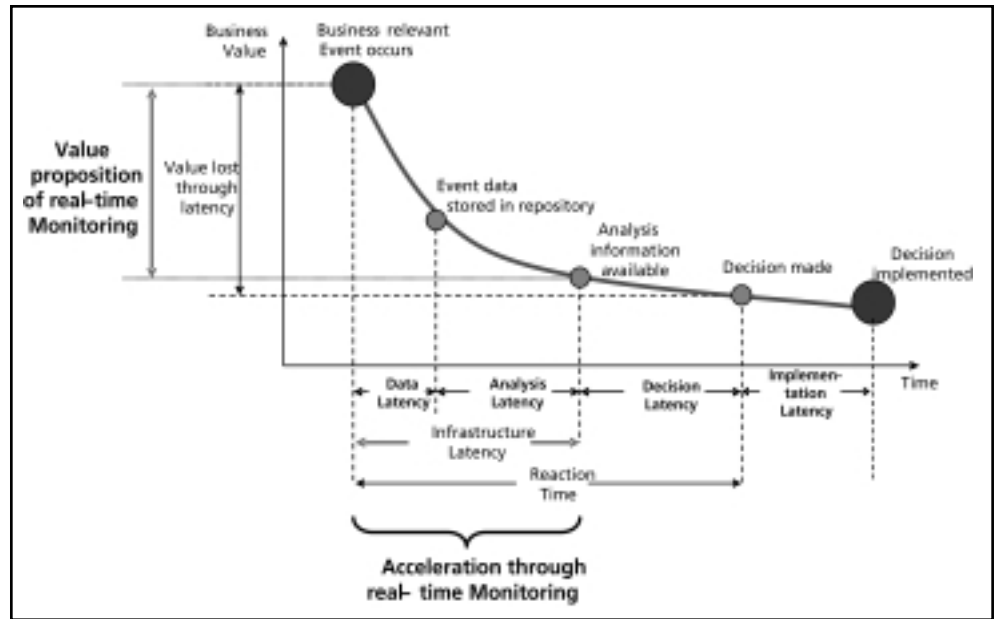 Business
Value
Business relevant
Event occurs
Value
proposition
of real-time
Monitoring
Value lost
through
latency
Event data
stored in repository
Analysis
information
available
Decision made
Decision
implemented
Time
Data
Latency
Analysis
Latency
Decision
Latency
Implemen-
tation
Latency
Infrastructure
Latency
Reaction
Time
Acceleration through
real- time Monitoring